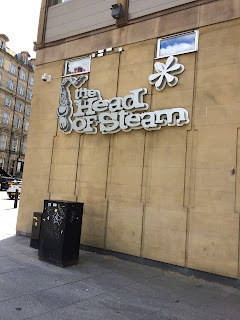 the
Head
of Steam